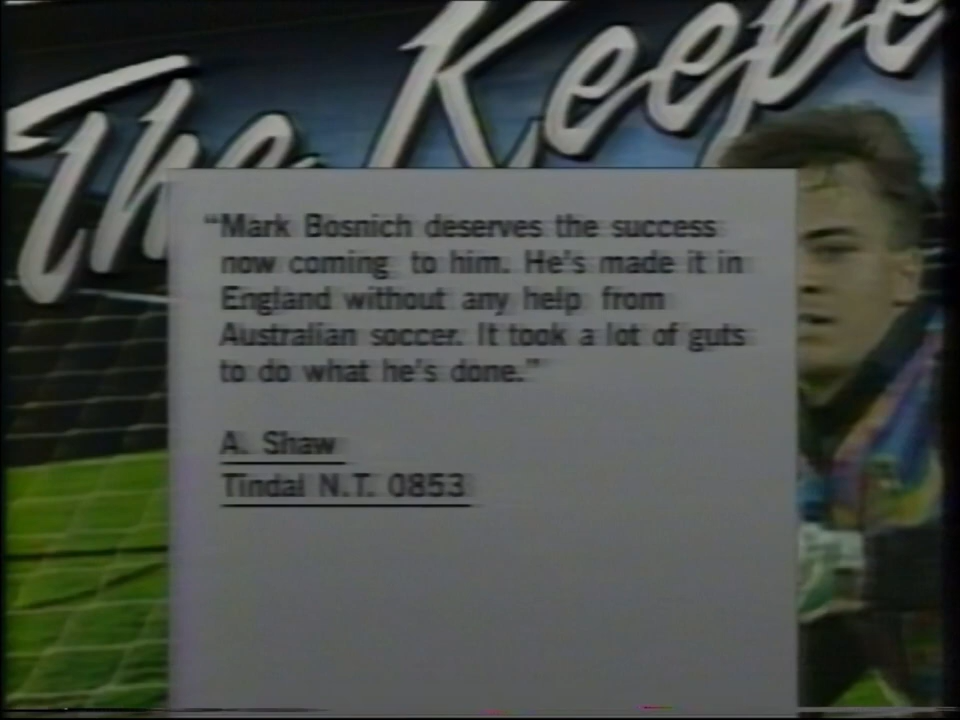 The Keepe
“Mark Bosnich deserves the success
now coming to him. He's made it in
England without any help from
Australian soccer. It took a lot of guts
to do what he's done.”
A. Shaw
Tindal N.T. 0853